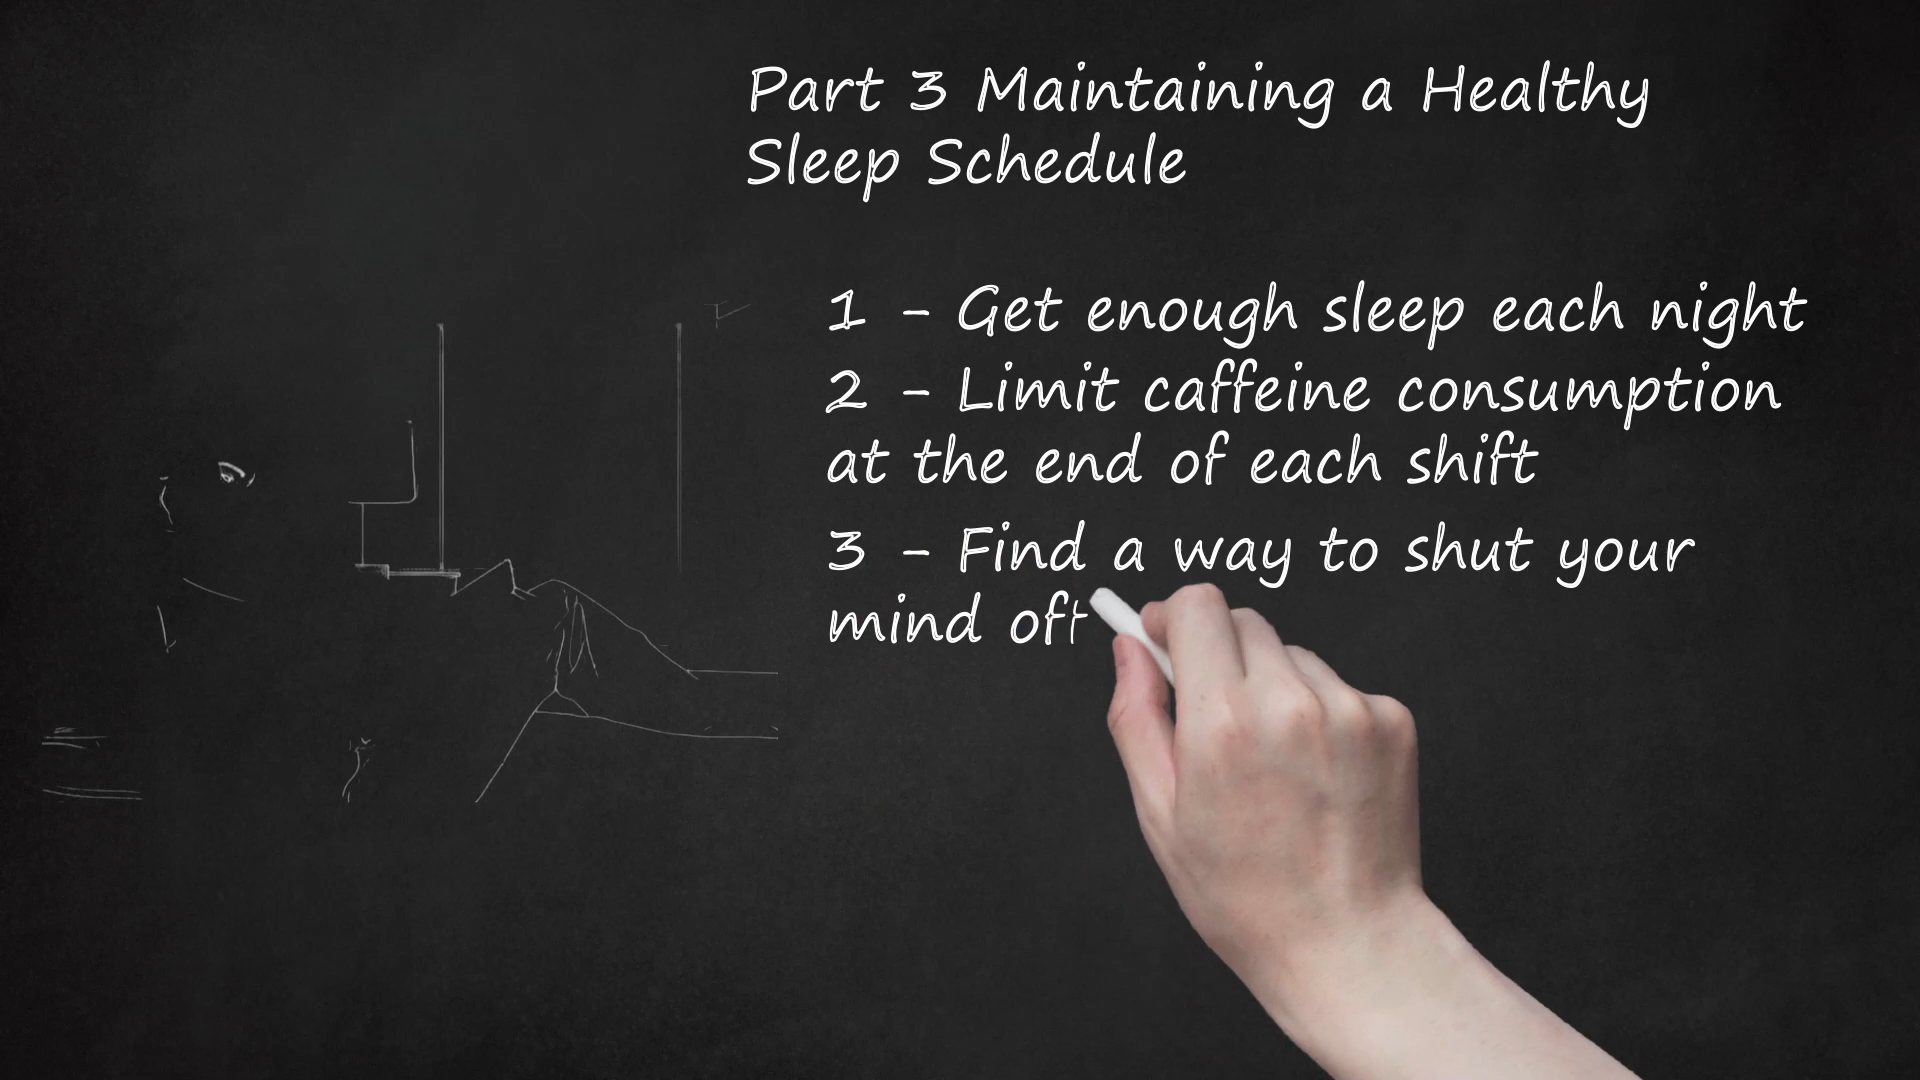 Part 3 Maintaining a Healthy
Sleep Schedule
1 - Get enough sleep each night
2 - Limit caffeine consumption
at the end of each shift
3 - Find a way to shut your
mind off